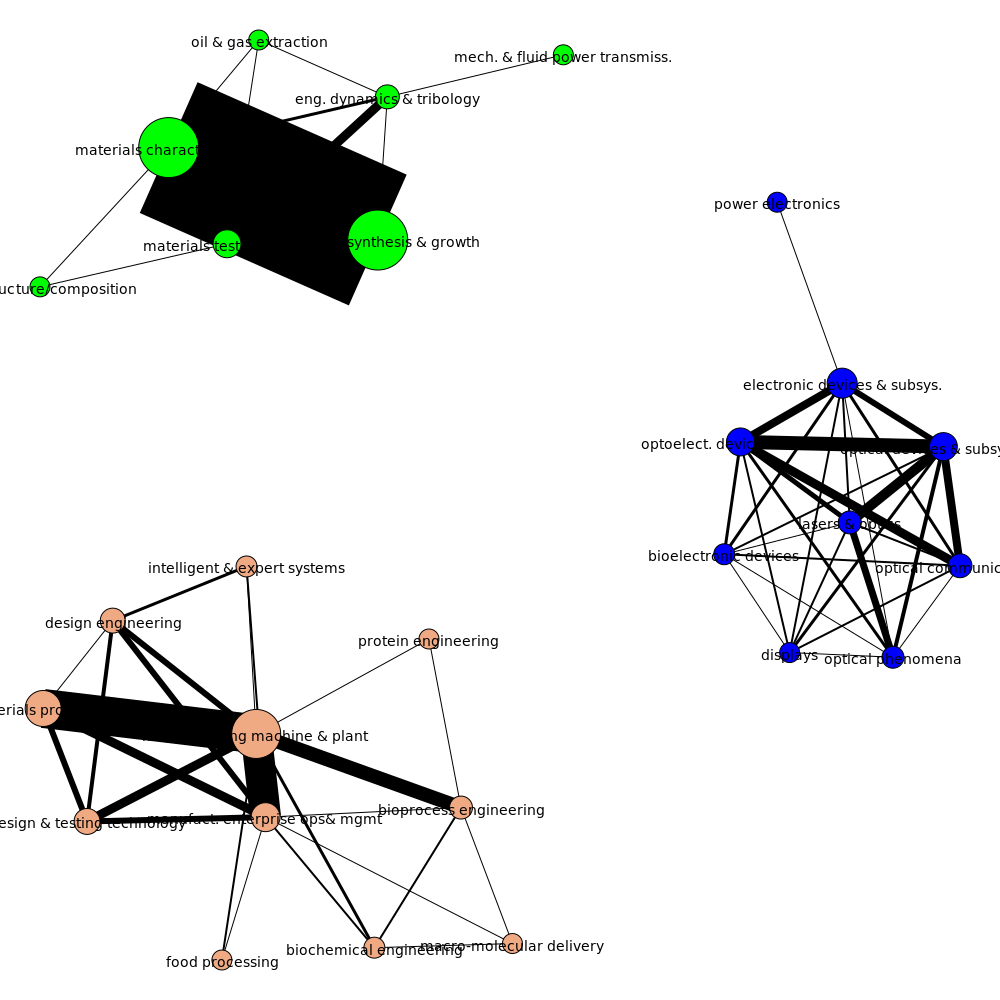 oil & gas extraction
mech. & fluid power transmiss.
eng. dynamics & tribology
materials charact
synthesis & growth
materials test
ucture/composition
power electronics
electronic devices & subsys.
optoelect. devic
optical devices & subsy
lasers & optics
bioelectronic devices
optical communic
displays
optical phenomena
intelligent & expert systems
design engineering
protein engineering
erials pro
ng machine & plant
bioprocess engineering
esign & testing technology
manufact. enterprise ops& mgmt
biochemical engineering
macro-molecular delivery
food processing